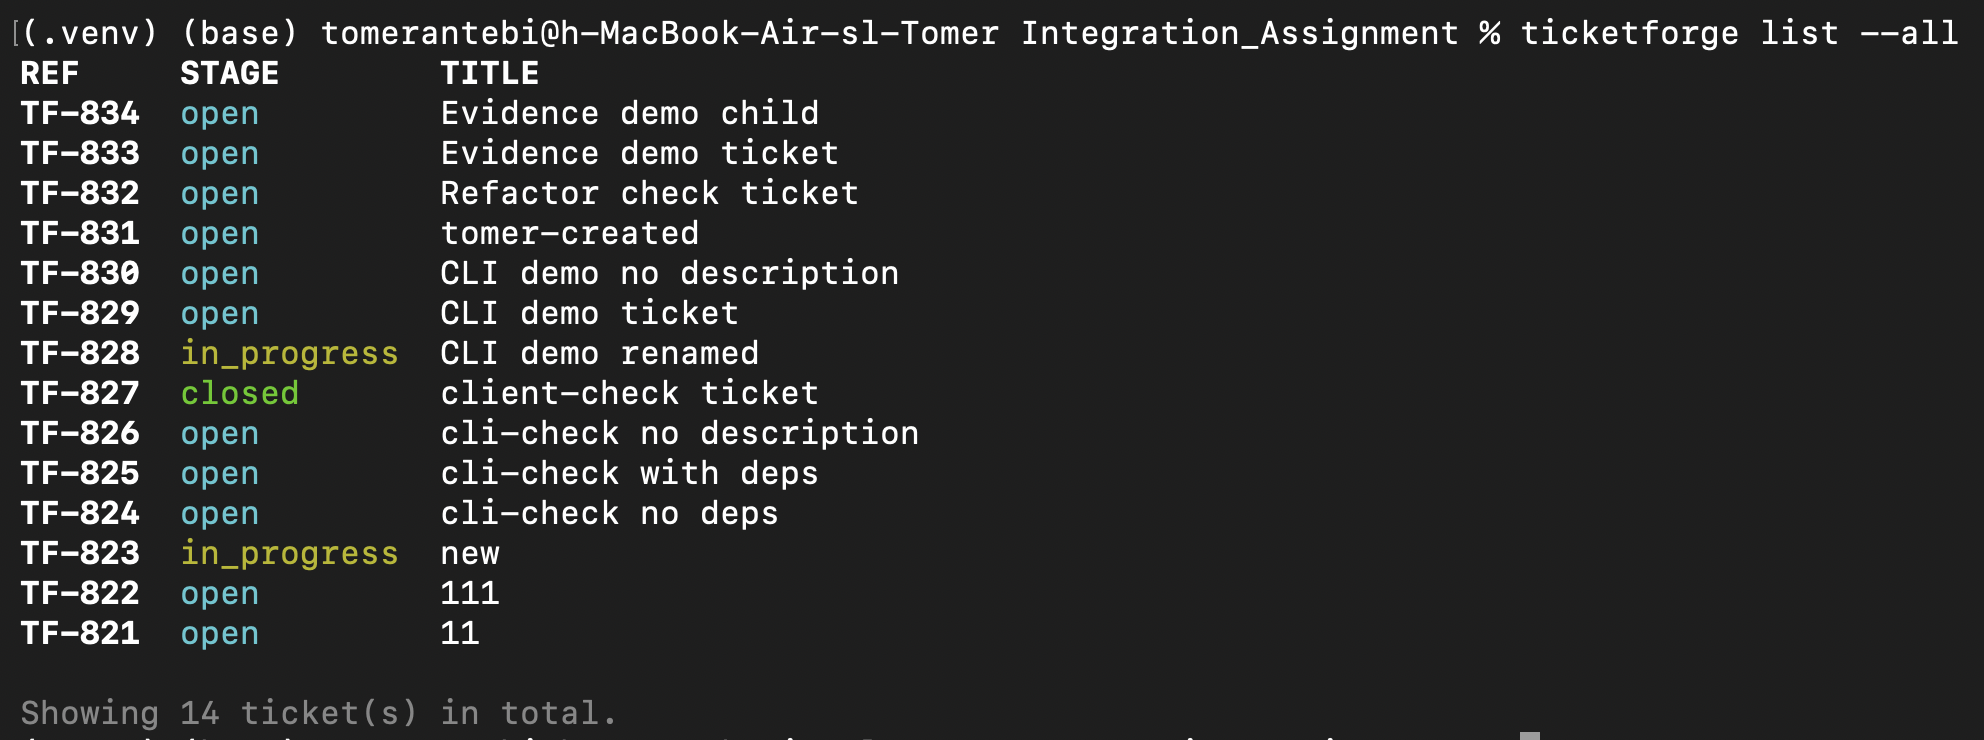 [(.venv) (base) tomerantebi@h-MacBook-Air-sl-Tomer Integration_Assignment % ticketforge list --all
REF STAGE TITLE
TF-834 open Evidence demo child
TF-833 open Evidence demo ticket
TF-832 open Refactor check ticket
TF-831 open tomer-created
TF-830 open CLI demo no description
TF-829 open CLI demo ticket
TF-828 in_progress CLI demo renamed
TF-827 closed client-check ticket
TF-826 open cli-check no description
TF-825 open cli-check with deps
TF-824 open cli-check no deps
TF-823 in_progress new
TF-822 open 111
TF-821 open 11
Showing 14 ticket(s) in total.